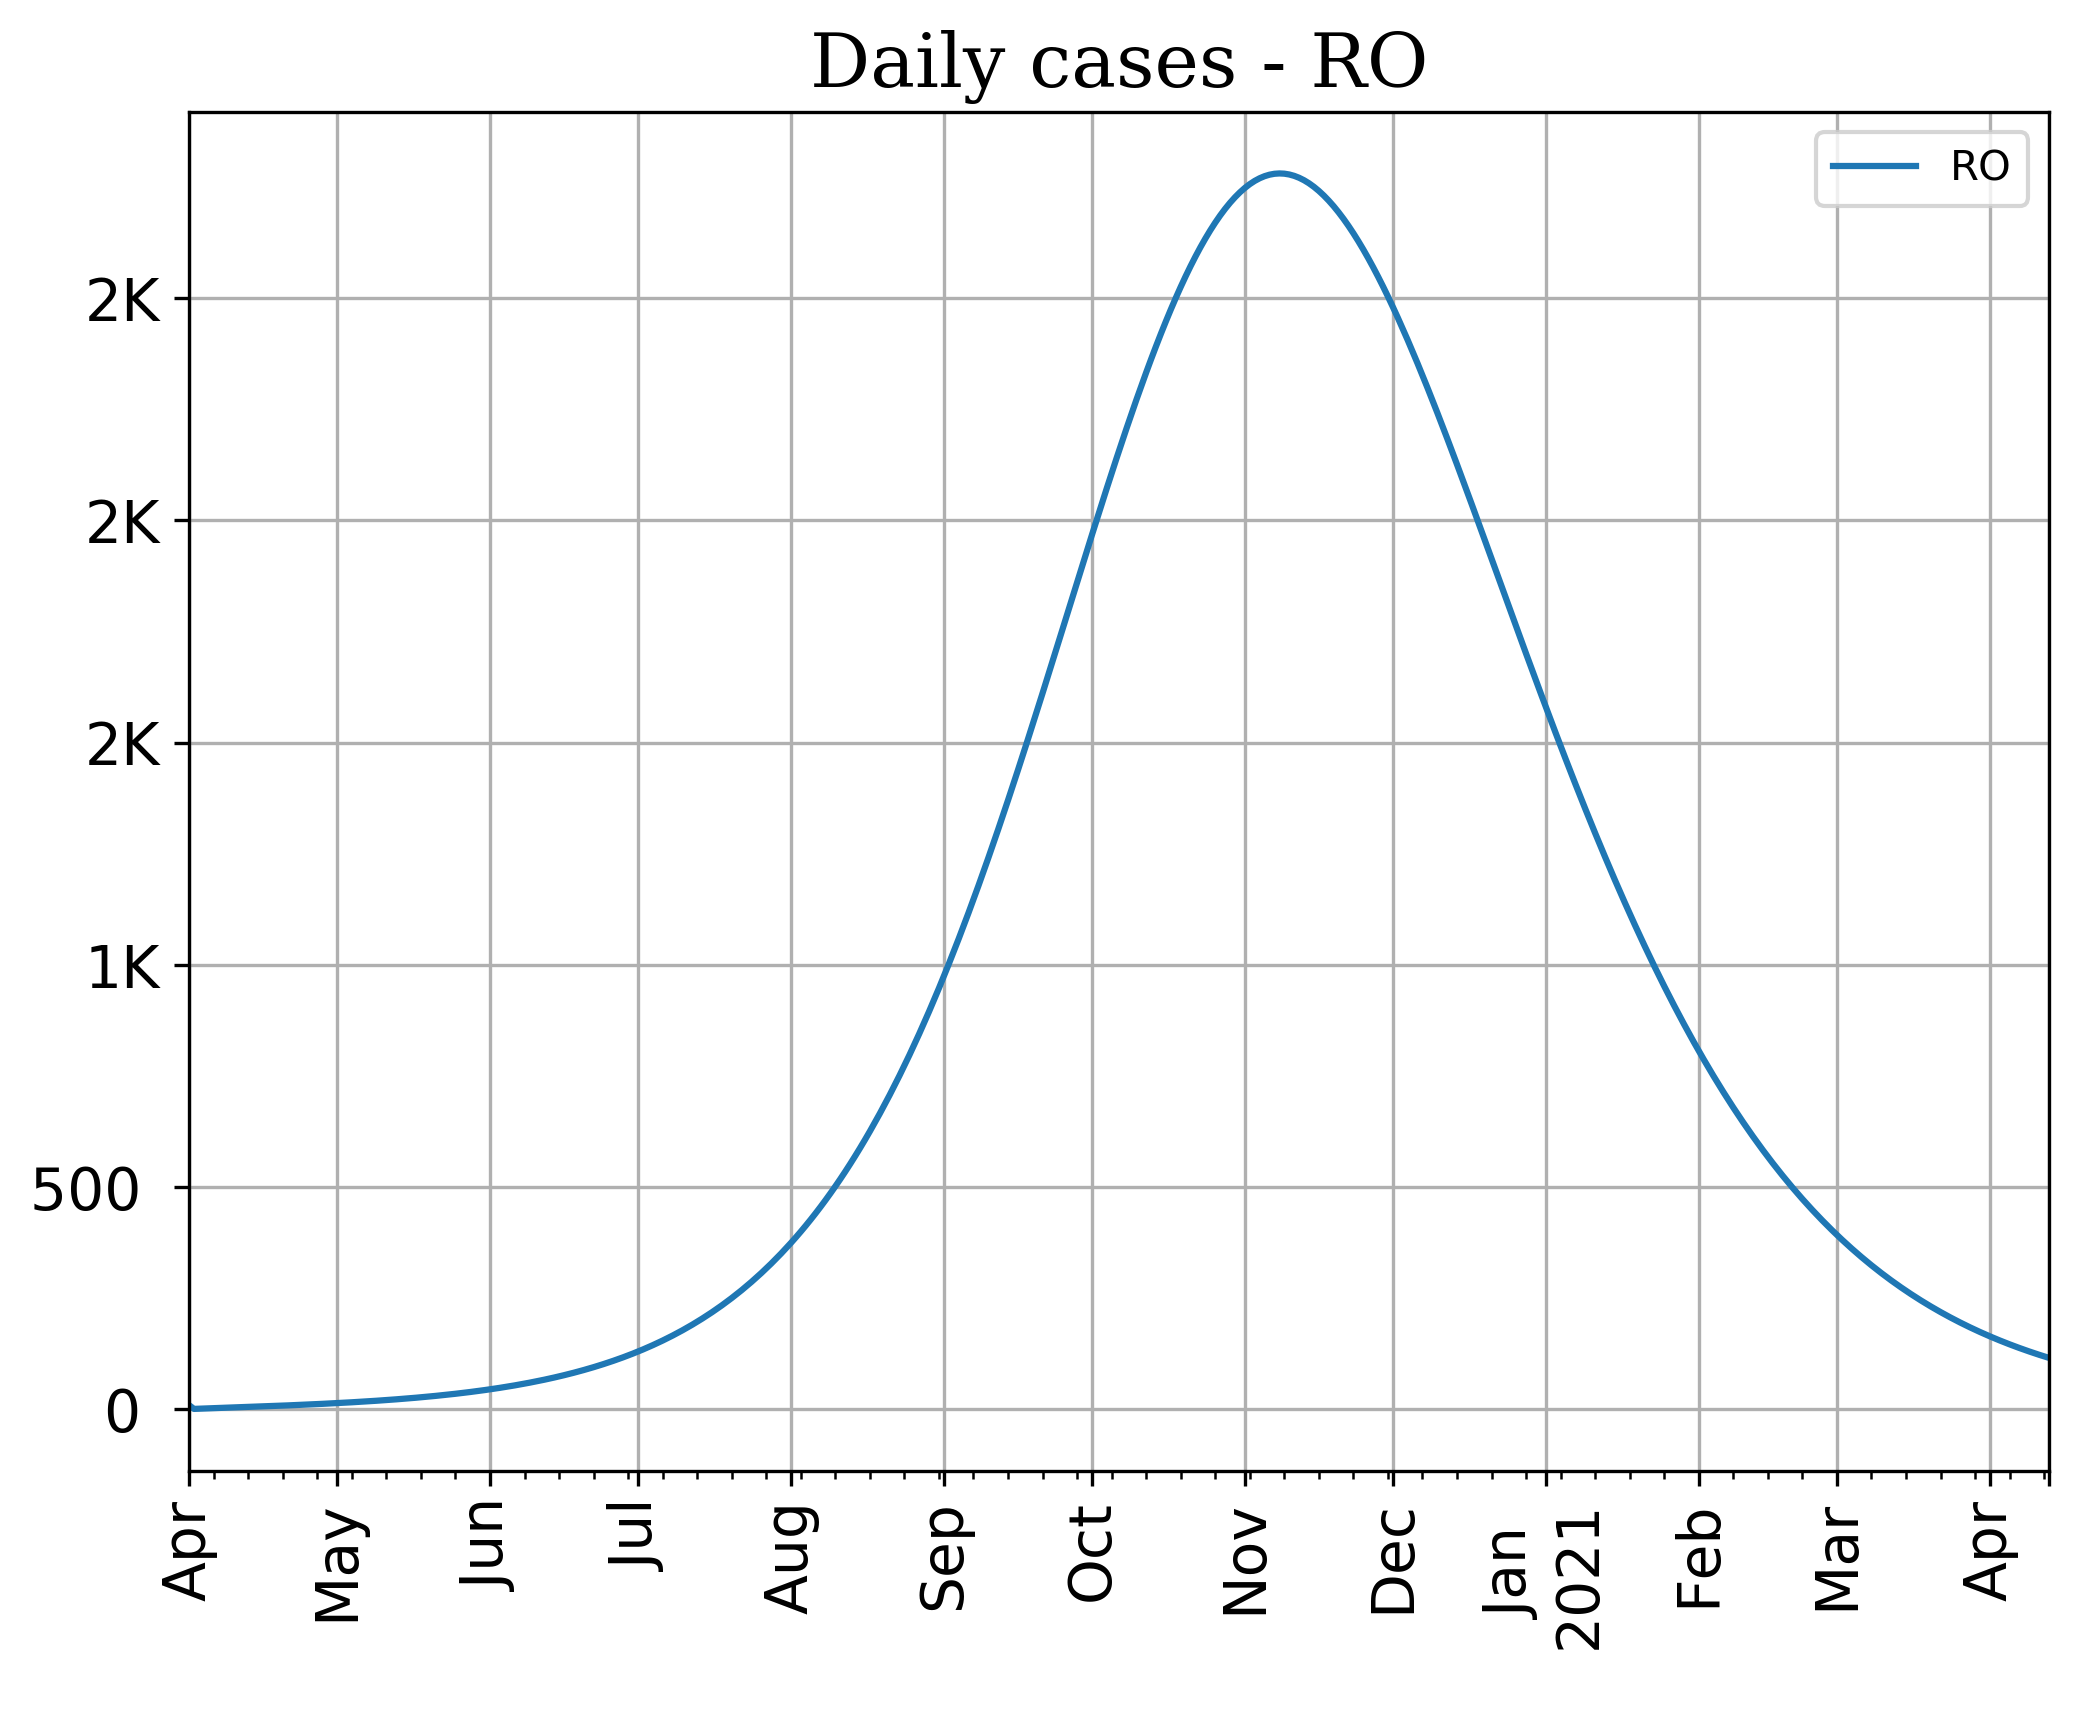 Daily cases - RO
RO
2K
2K
2K
1K
500
0
Apr
May
Jun
Jul
Aug
Sep
Oct
Nov
Dec
Jan
2021
Feb
Mar
Apr